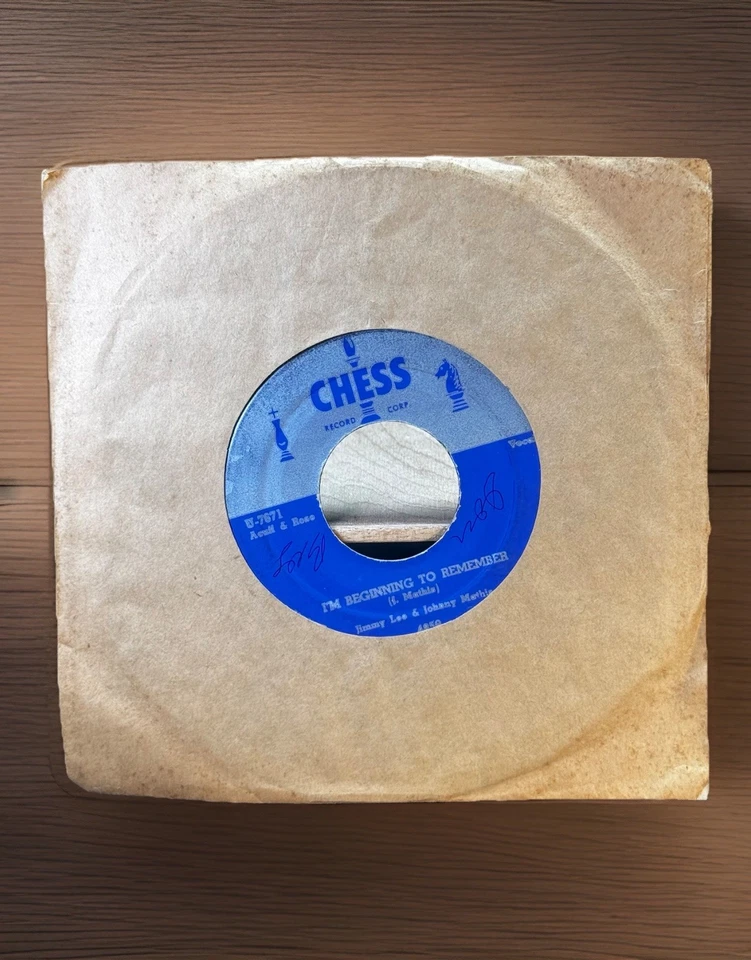 CHESS
RECORD CORP.
Voca
U-7671
Acuff & Rose
I'M BEGINNING TO REMEMBER
(J. Mathis)
Jimmy Lee & Johnny Mathis
4859